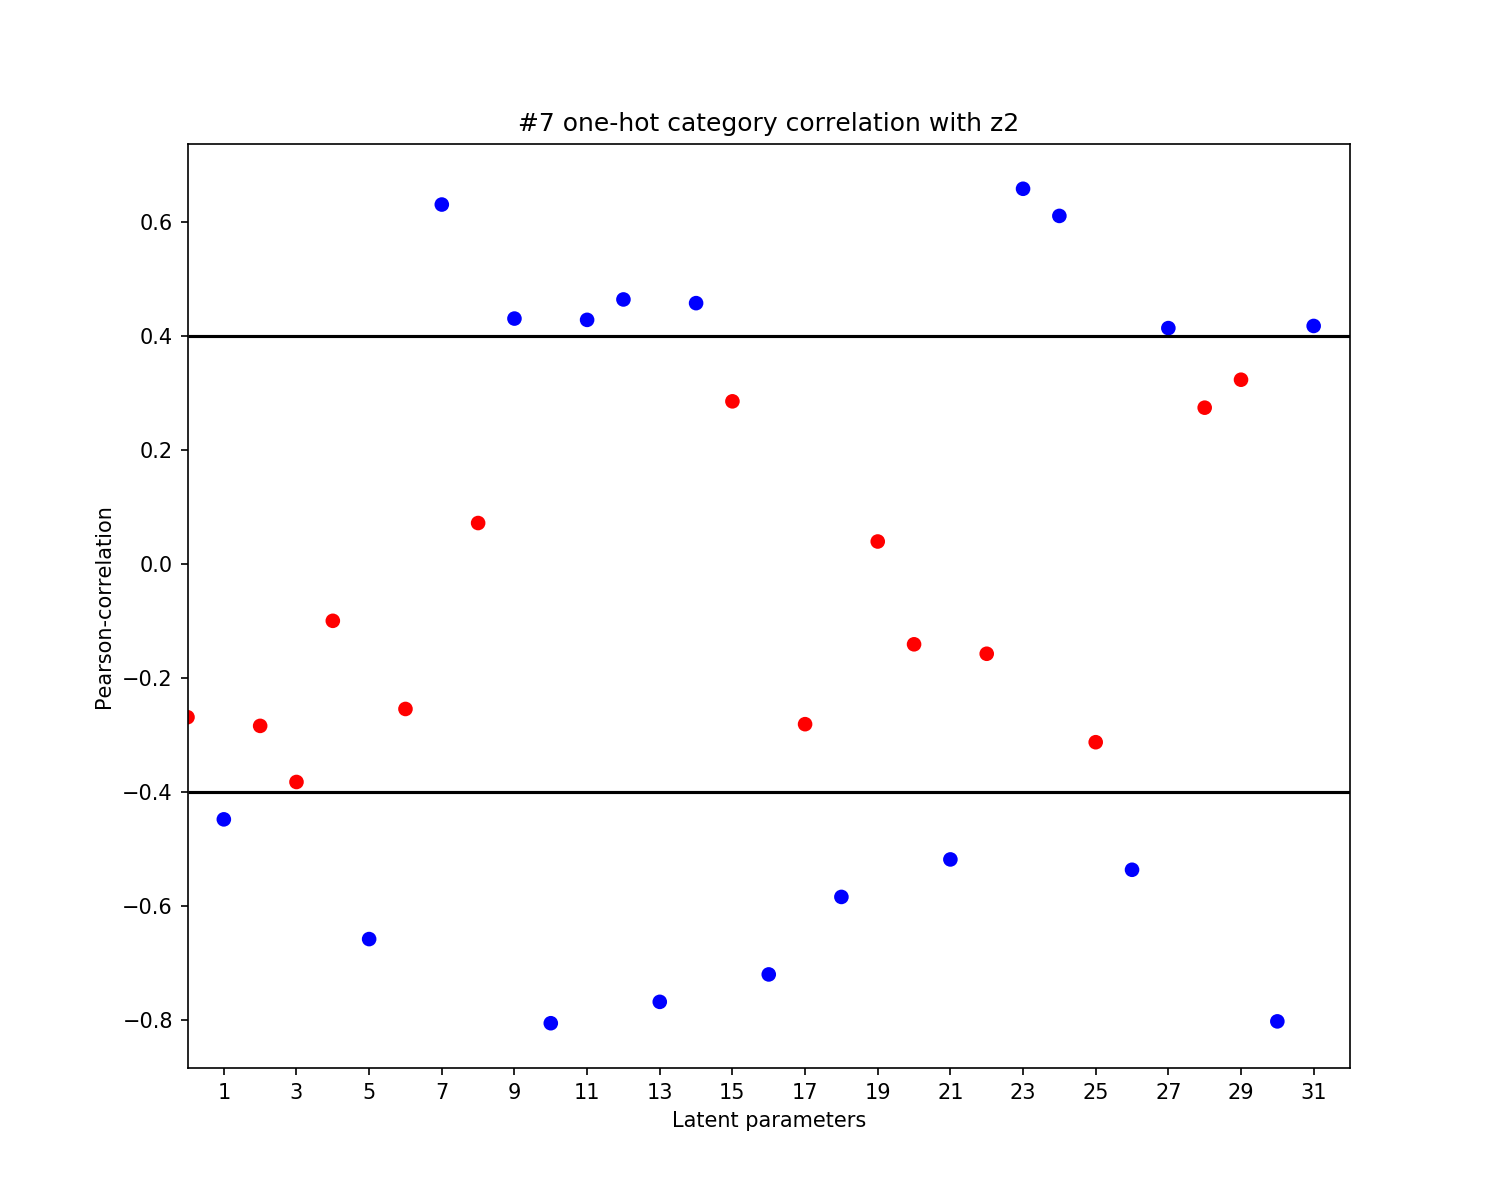 #7 one-hot category correlation with z2
0.6
0.4
0.2
0.0
−0.2
−0.4
−0.6
−0.8
Pearson-correlation
1 3 5 7 9 11 13 15 17 19 21 23 25 27 29 31
Latent parameters